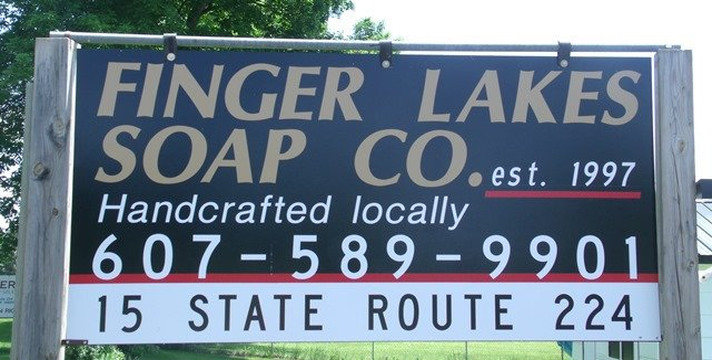 FINGER LAKES
SOAP CO. est. 1997
Handcrafted locally
607-589-9901
15 STATE ROUTE 224